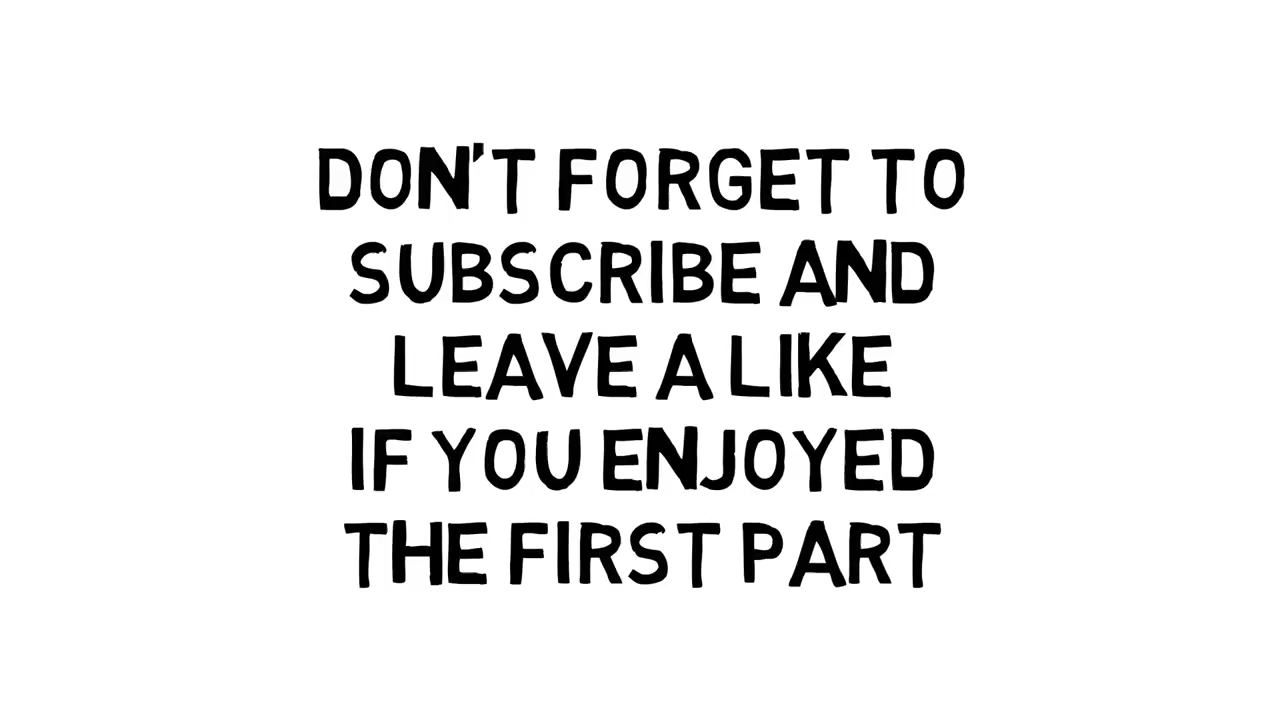 DON'T FORGET TO
SUBSCRIBE AND
LEAVE A LIKE
IF YOU ENJOYED
THE FIRST PART